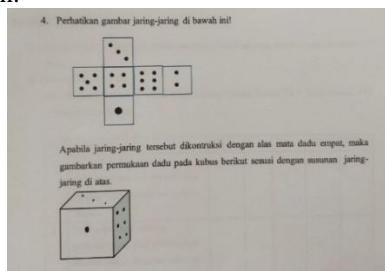 4. Perhatikan gambar jaring-jaring di bawah ini!
Apabila jaring-jaring tersebut dikontruksi dengan alas mata dadu empat, maka
gambarkan permukaan dadu pada kubus berikut sesuai dengan susunan jaring-
jaring di atas.